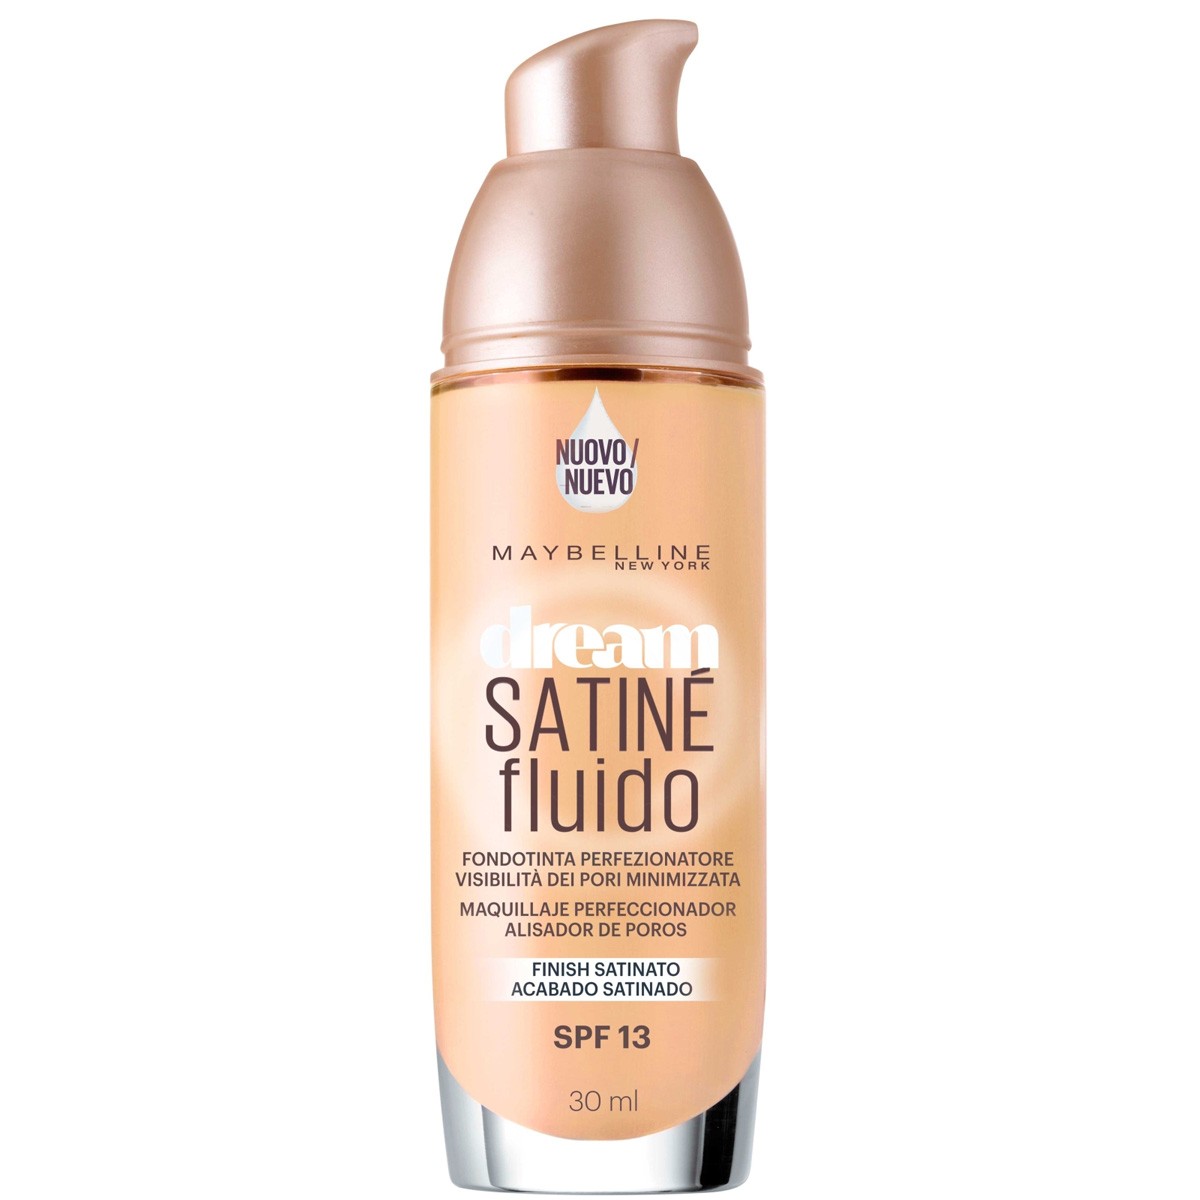 NUOVO/
NUEVO
MAYBELLINE
NEW YORK
dream
SATINÉ
fluido
FONDOTINTA PERFEZIONATORE
VISIBILITÀ DEI PORI MINIMIZZATA
MAQUILLAJE PERFECCIONADOR
ALISADOR DE POROS
FINISH SATINATO
ACABADO SATINADO
SPF 13
30 ml